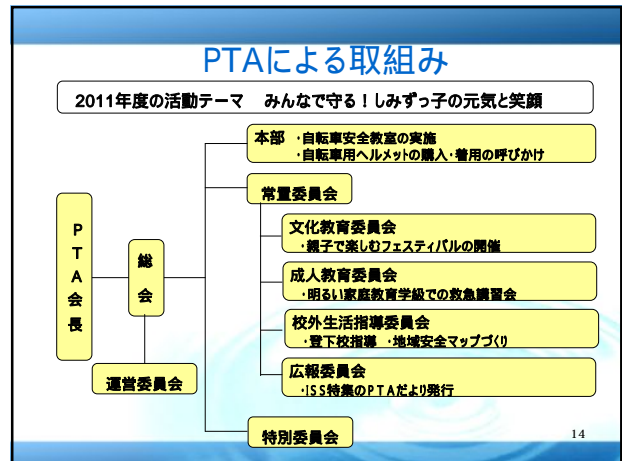 PTAによる取組み
2011年度の活動テーマ　みんなで守る！しみずっ子の元気と笑顔
本部 ・自転車安全教室の実施
・自転車用ヘルメットの購入・着用の呼びかけ
常置委員会
文化教育委員会
・親子で楽しむフェスティバルの開催
成人教育委員会
・明るい家庭教育学級での救急講習会
校外生活指導委員会
・登下校指導 ・地域安全マップづくり
広報委員会
・ISS特集のPTAだより発行
特別委員会
PTA会長
総会
運営委員会
14